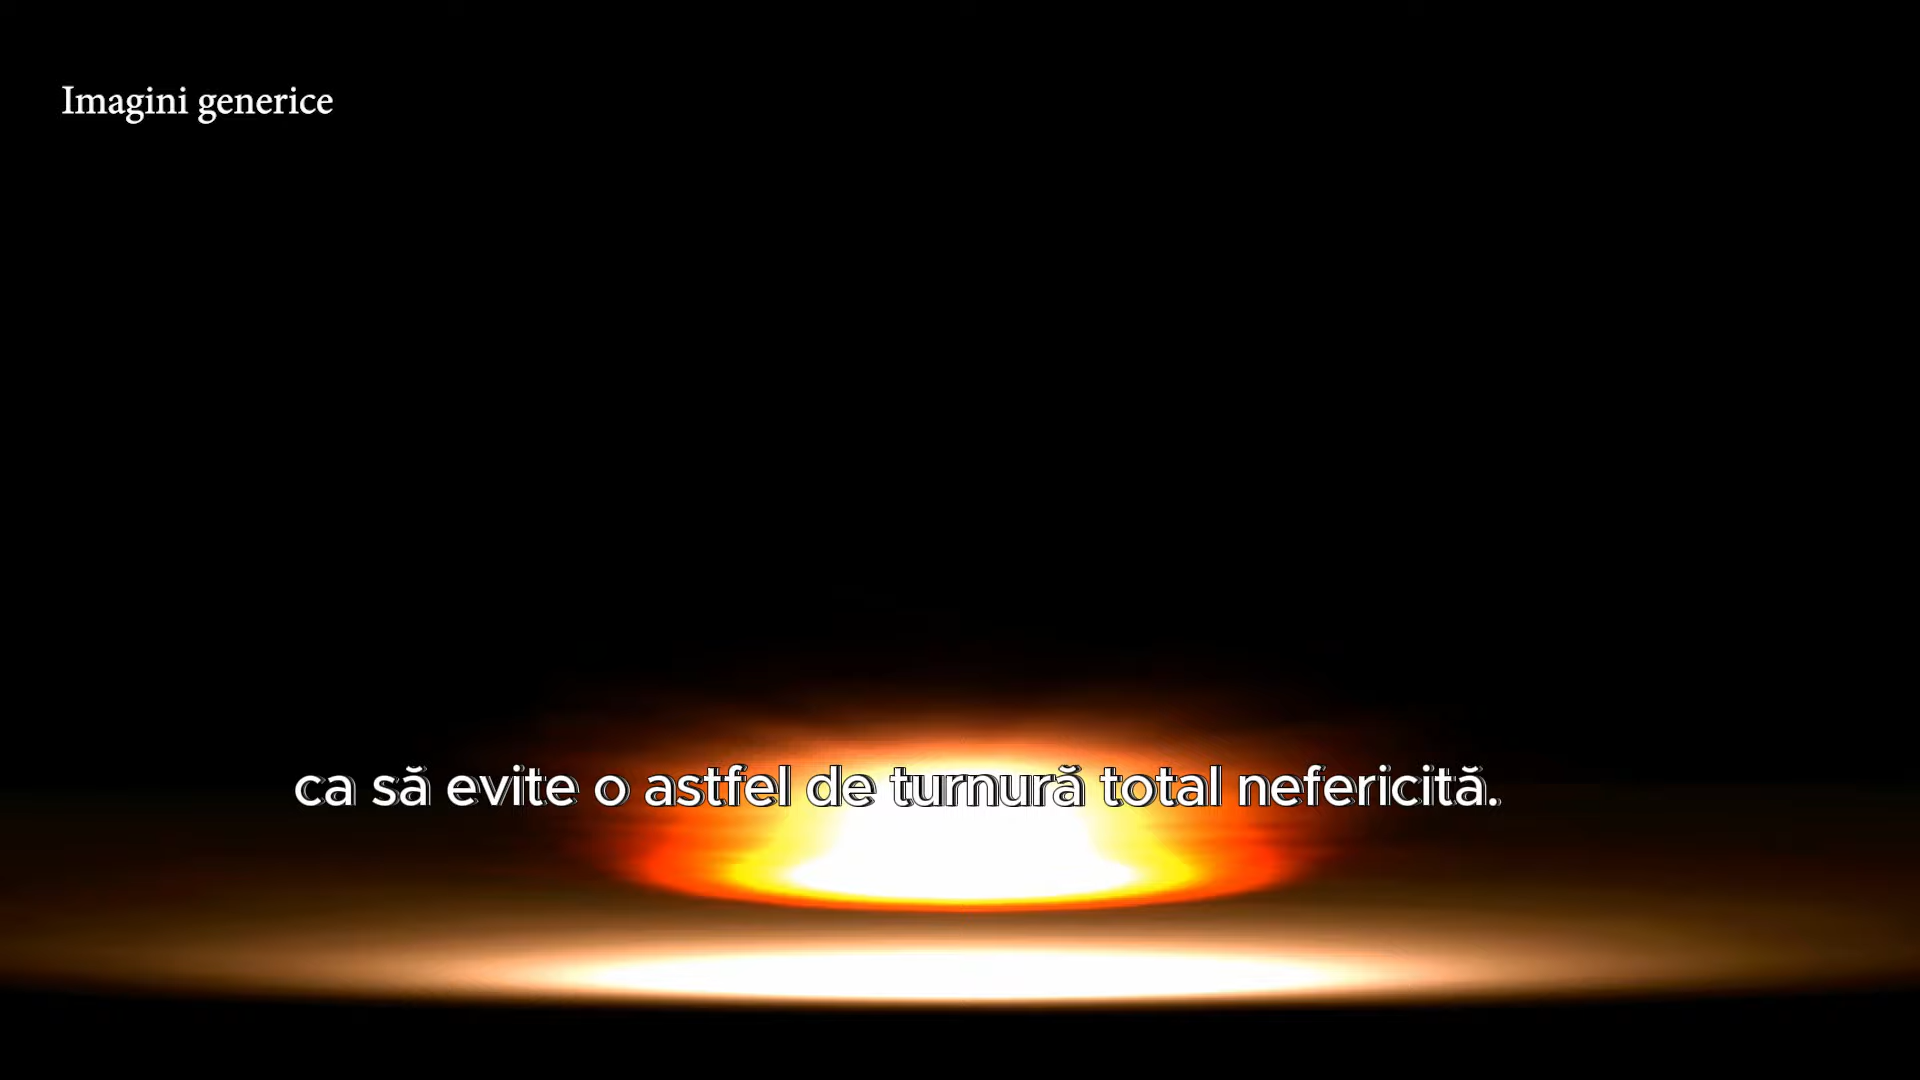 Imagini generice
ca să evite o astfel de turnură total nefericită.